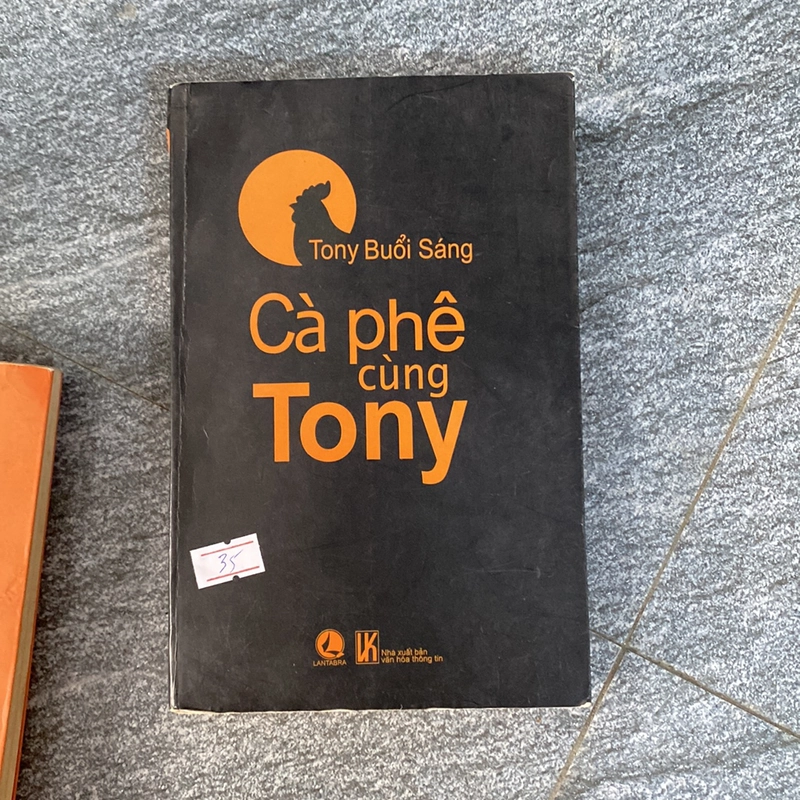 Tony Buổi Sáng
Cà phê
cùng
Tony
35
LANTABRA
Nhà xuất bản
văn hóa thông tin